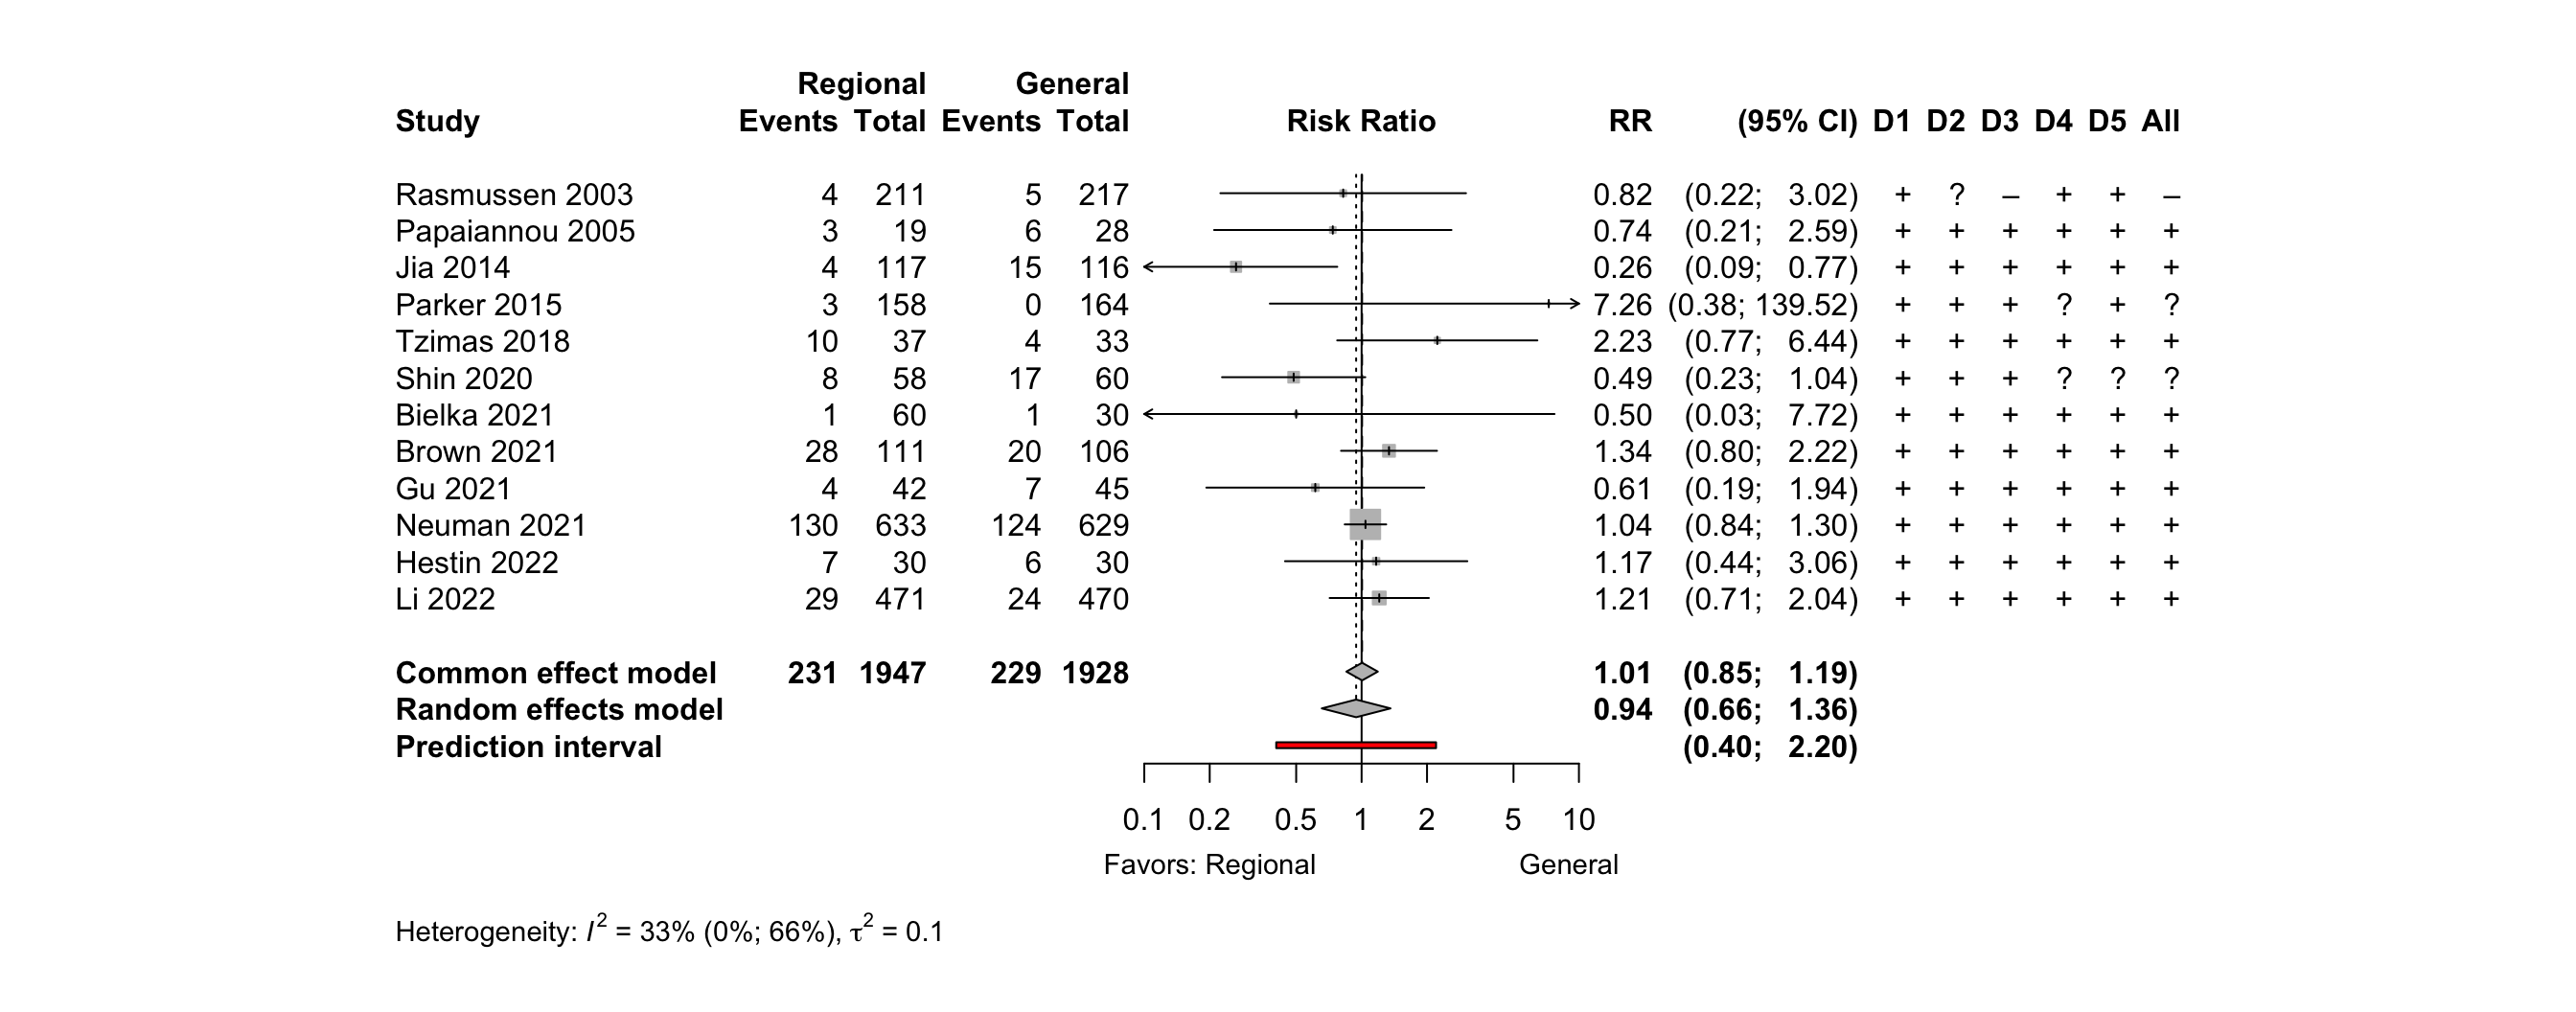 Regional General
Study Events Total Events Total Risk Ratio RR (95% CI) D1 D2 D3 D4 D5 All
Rasmussen 2003 4 211 5 217 0.82 (0.22; 3.02) + ? – + + –
Papaiannou 2005 3 19 6 28 0.74 (0.21; 2.59) + + + + + +
Jia 2014 4 117 15 116 0.26 (0.09; 0.77) + + + + + +
Parker 2015 3 158 0 164 7.26 (0.38; 139.52) + + + ? + ?
Tzimas 2018 10 37 4 33 2.23 (0.77; 6.44) + + + + + +
Shin 2020 8 58 17 60 0.49 (0.23; 1.04) + + + ? ? ?
Bielka 2021 1 60 1 30 0.50 (0.03; 7.72) + + + + + +
Brown 2021 28 111 20 106 1.34 (0.80; 2.22) + + + + + +
Gu 2021 4 42 7 45 0.61 (0.19; 1.94) + + + + + +
Neuman 2021 130 633 124 629 1.04 (0.84; 1.30) + + + + + +
Hestin 2022 7 30 6 30 1.17 (0.44; 3.06) + + + + + +
Li 2022 29 471 24 470 1.21 (0.71; 2.04) + + + + + +
Common effect model 231 1947 229 1928 1.01 (0.85; 1.19)
Random effects model 0.94 (0.66; 1.36)
Prediction interval (0.40; 2.20)
0.1 0.2 0.5 1 2 5 10
Favors: Regional General
Heterogeneity: I² = 33% (0%; 66%), τ² = 0.1